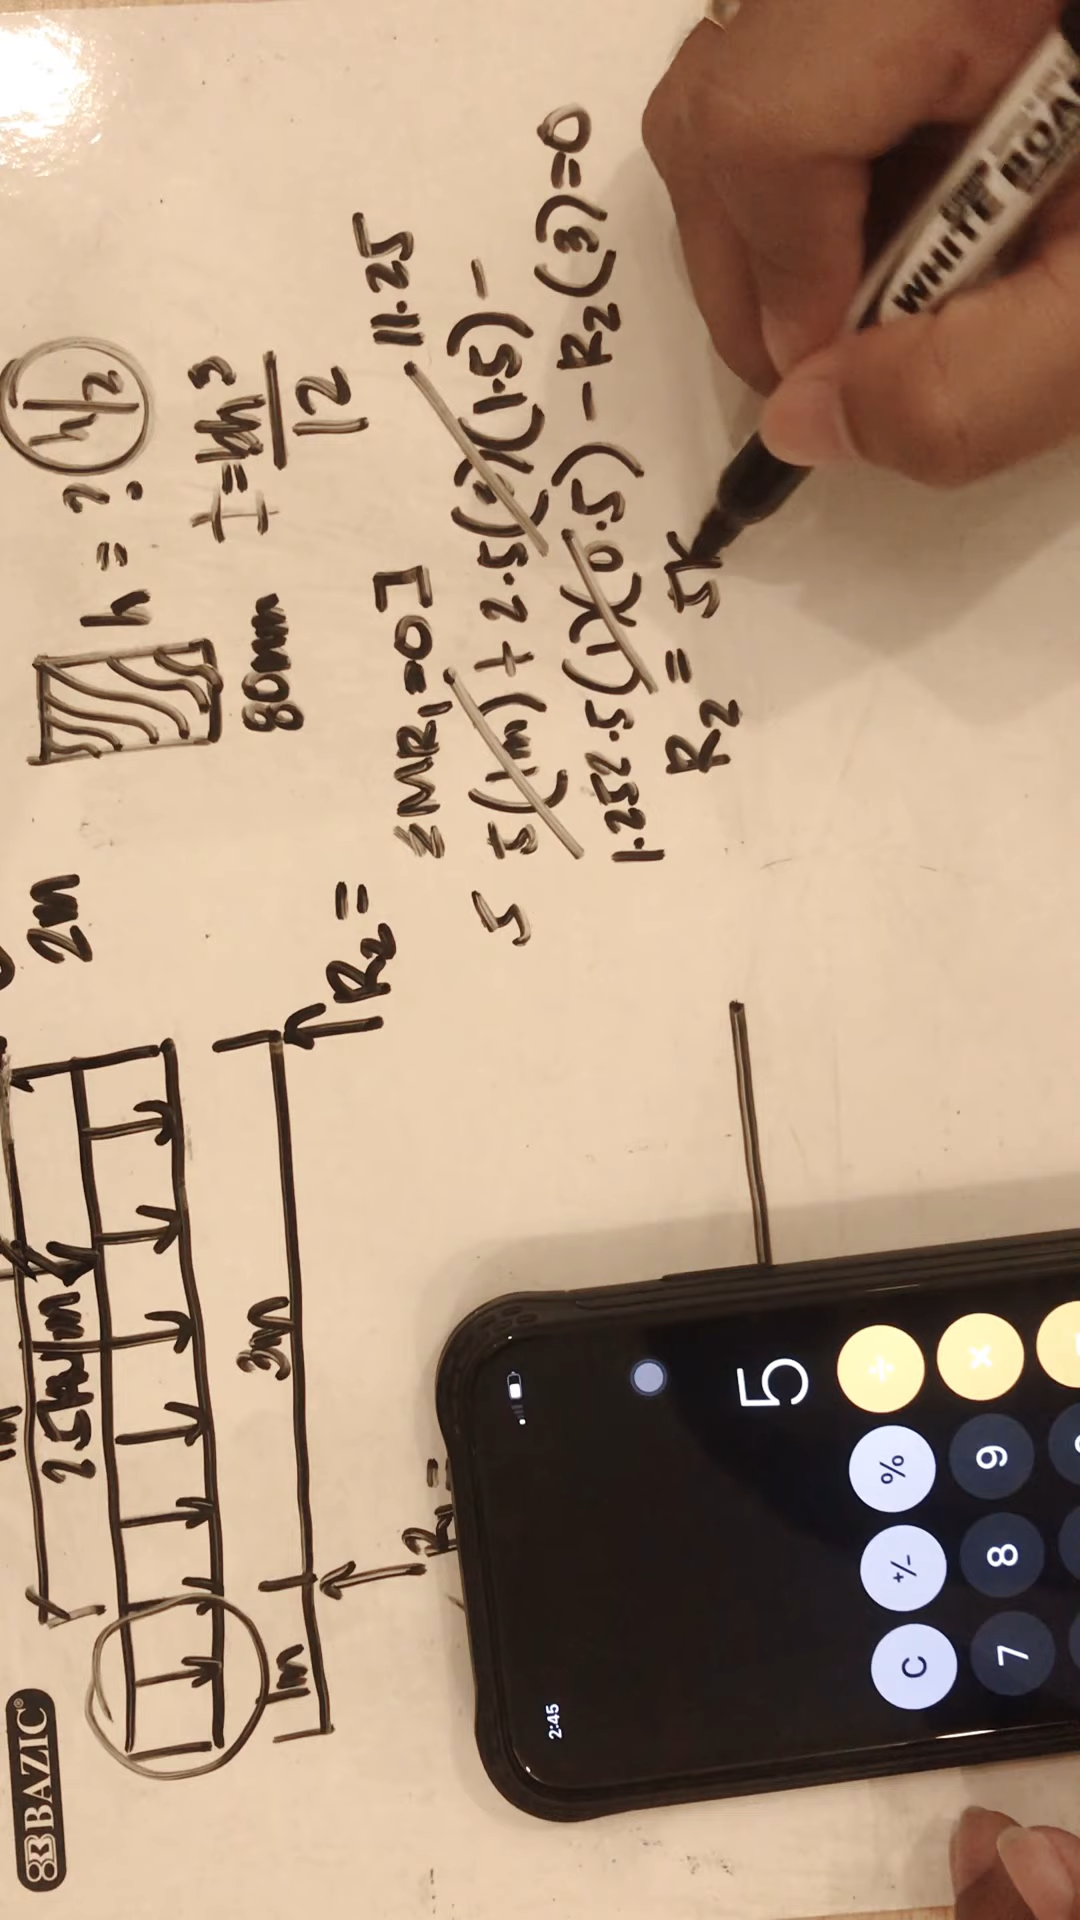 BAZIC®
2m
2.5kN/m
3m
1m
R₂ =
80mm
h = ?
h/2
I = bh³
12
ΣMR₁=0]
5
11.25
5(1m) + 2.5(3)(1.5) -
1.25
2.5(1)(0.5) - R₂(3)=0
R₂ = 5k
WHITE BOA
2:45
5
C
+/-
%
÷
7
8
9
×